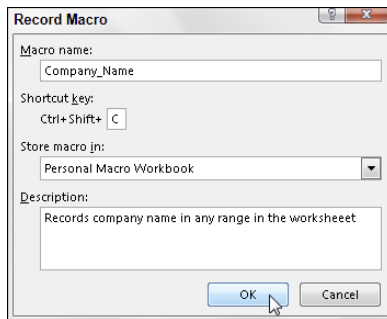 Record Macro
Macro name:
Company_Name
Shortcut key:
Ctrl+Shift+ C
Store macro in:
Personal Macro Workbook
Description:
Records company name in any range in the worksheeet
OK Cancel